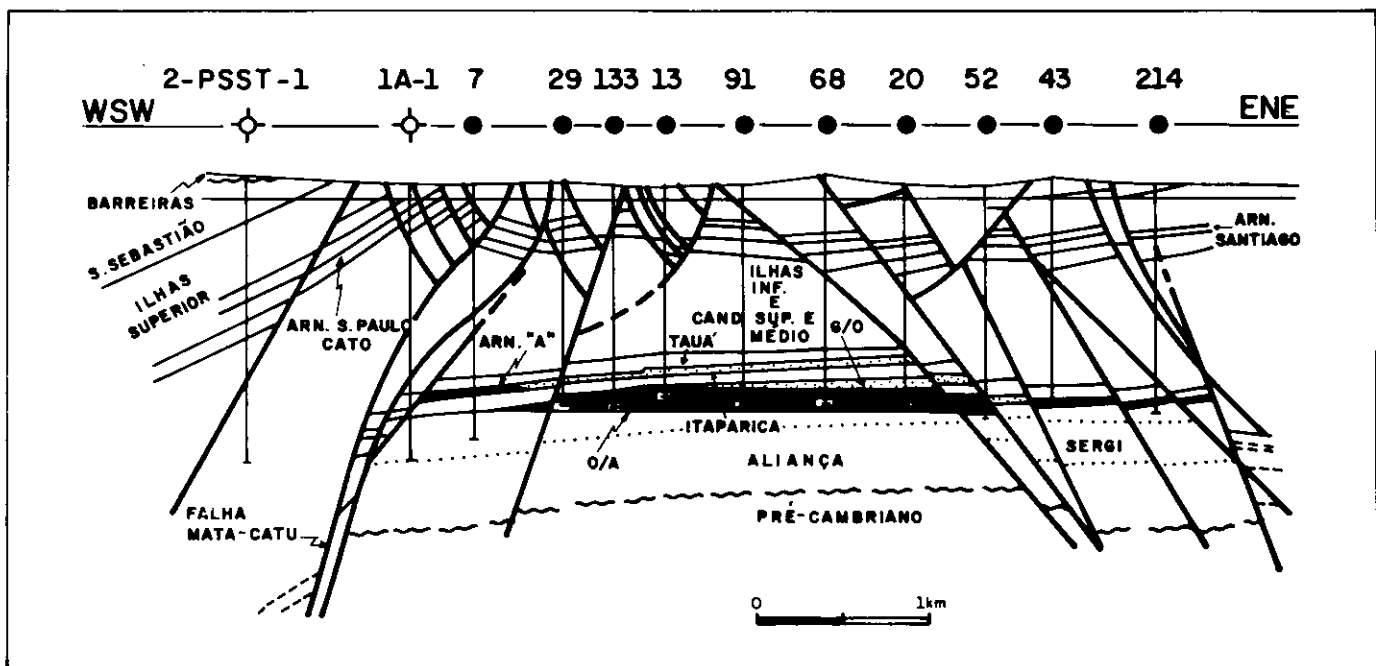 2-PSST-1 1A-1 7 29 133 13 91 68 20 52 43 214
WSW ENE
BARREIRAS
S. SEBASTIÃO
ILHAS
SUPERIOR
ARN. S. PAULO
CATO
ARN. "A"
TAUÁ
ILHAS
INF.
E
CAND SUP. E
MÉDIO
G/O
ARN.
SANTIAGO
ITAPARICA
O/A
ALIANÇA
SERGI
FALHA
MATA-CATU
PRÉ-CAMBRIANO
0 1km